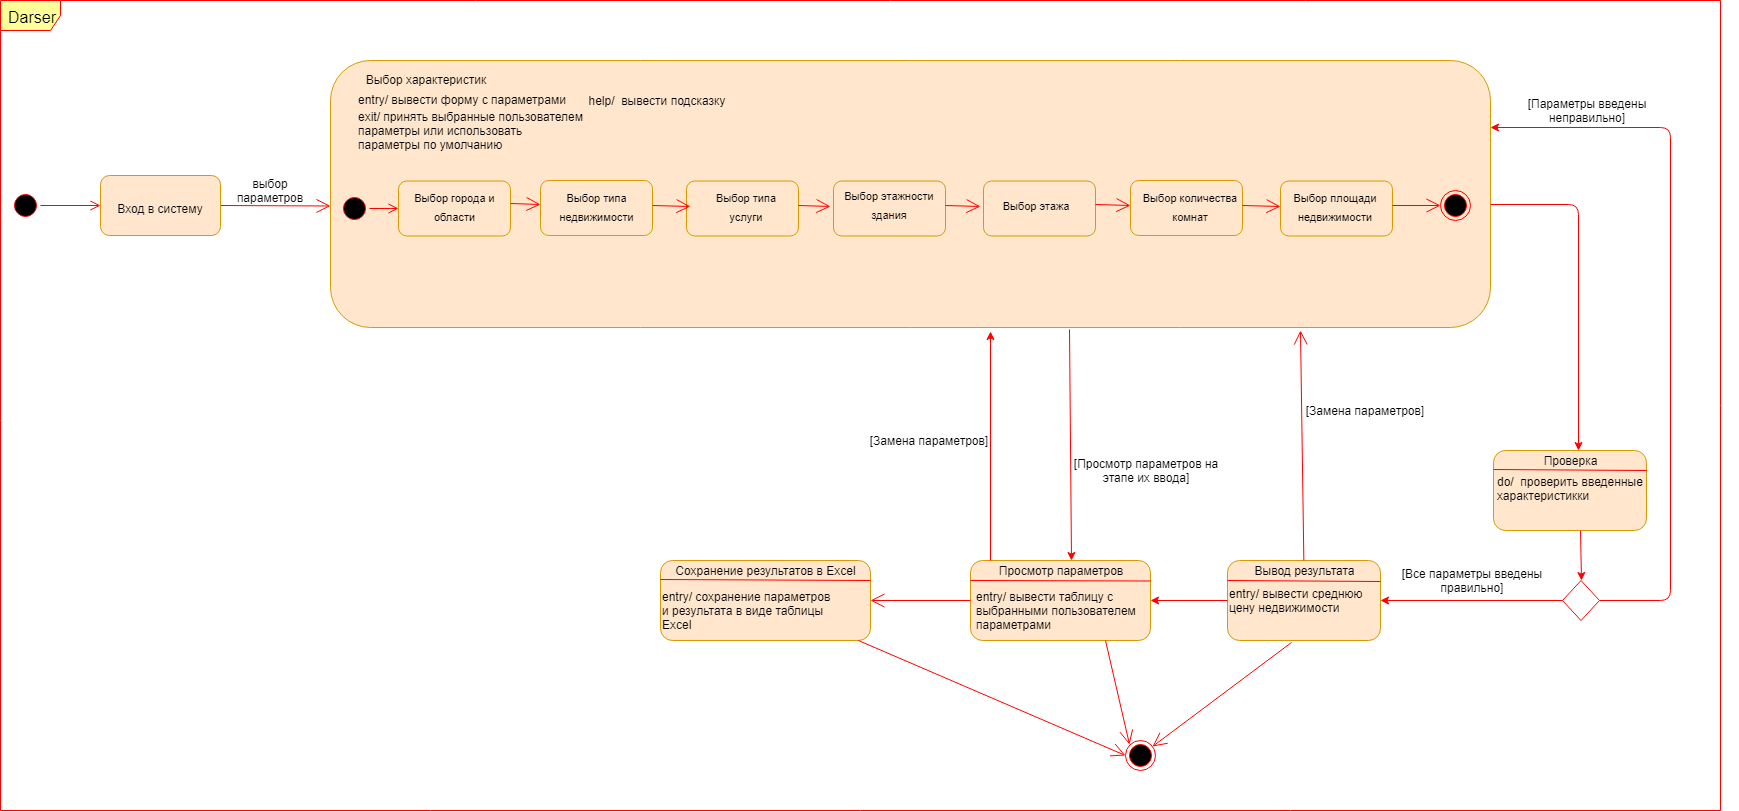 Darser
Выбор характеристик
entry/ вывести форму с параметрами
help/ вывести подсказку
exit/ принять выбранные пользователем
параметры или использовать
параметры по умолчанию
[Параметры введены
неправильно]
Вход в систему
выбор
параметров
Выбор города и
области
Выбор типа
недвижимости
Выбор типа
услуги
Выбор этажности
здания
Выбор этажа
Выбор количества
комнат
Выбор площади
недвижимости
[Замена параметров]
[Просмотр параметров на
этапе их ввода]
[Замена параметров]
Проверка
do/ проверить введенные
характеристикки
Сохранение результатов в Excel
entry/ сохранение параметров
и результата в виде таблицы
Excel
Просмотр параметров
entry/ вывести таблицу с
выбранными пользователем
параметрами
Вывод результата
entry/ вывести среднюю
цену недвижимости
[Все параметры введены
правильно]